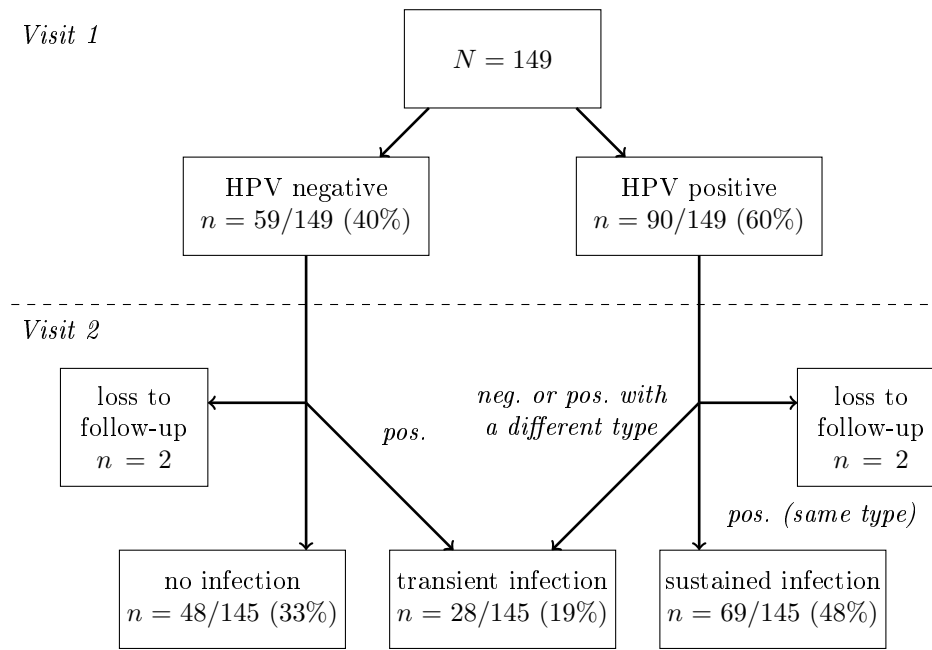 Visit 1
N = 149
HPV negative
n = 59/149 (40%)
HPV positive
n = 90/149 (60%)
Visit 2
loss to
follow-up
n = 2
pos.
neg. or pos. with
a different type
loss to
follow-up
n = 2
pos. (same type)
no infection
n = 48/145 (33%)
transient infection
n = 28/145 (19%)
sustained infection
n = 69/145 (48%)